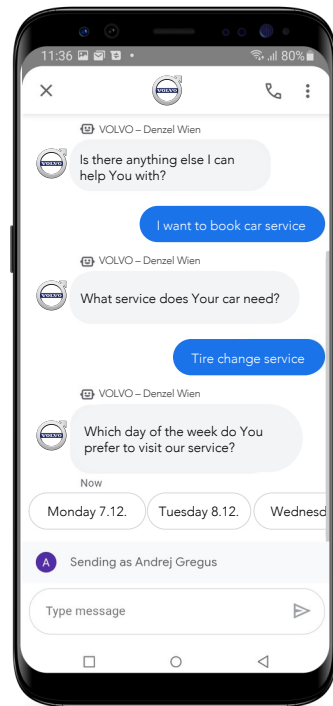 11:36
80%
VOLVO
VOLVO – Denzel Wien
VOLVO
Is there anything else I can
help You with?
I want to book car service
VOLVO – Denzel Wien
VOLVO
What service does Your car need?
Tire change service
VOLVO – Denzel Wien
VOLVO
Which day of the week do You
prefer to visit our service?
Now
Monday 7.12.
Tuesday 8.12.
Wednesd
A
Sending as Andrej Gregus
Type message